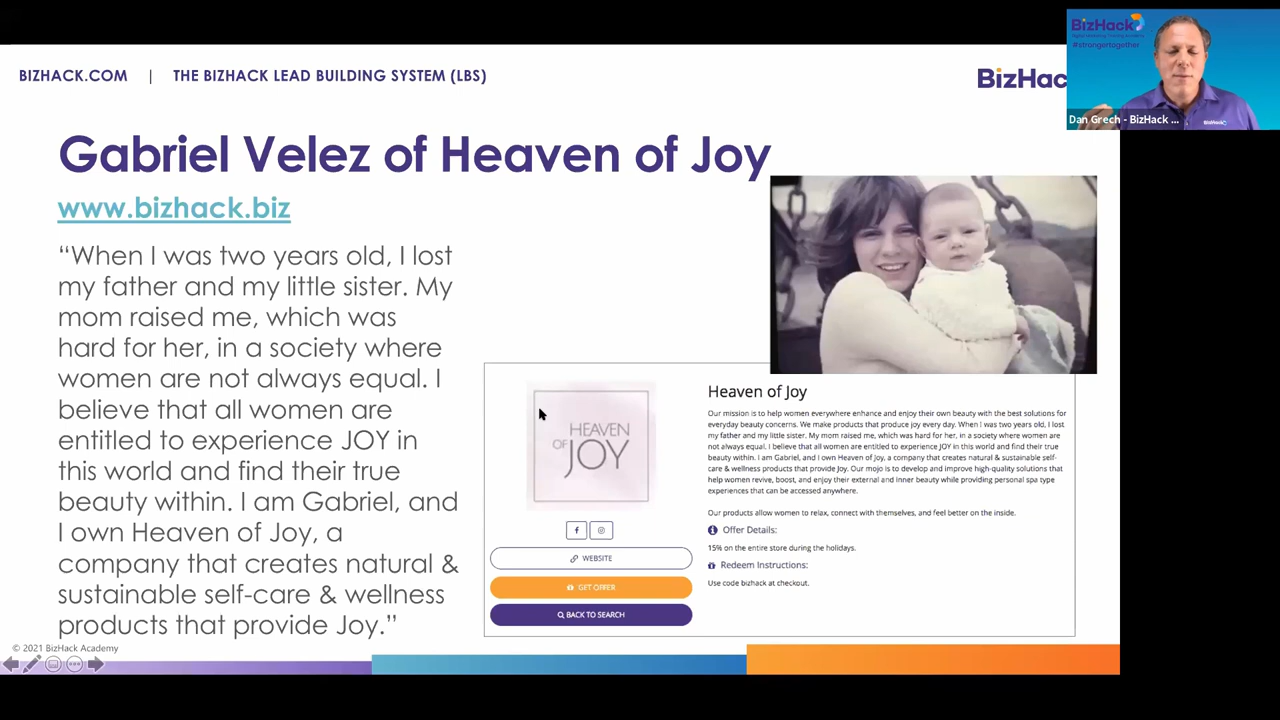 BIZHACK.COM | THE BIZHACK LEAD BUILDING SYSTEM (LBS)
BizHac
BizHack
#strongertogether
Dan Grech - BizHack ...
BizHack
Gabriel Velez of Heaven of Joy
www.bizhack.biz
“When I was two years old, I lost
my father and my little sister. My
mom raised me, which was
hard for her, in a society where
women are not always equal. I
believe that all women are
entitled to experience JOY in
this world and find their true
beauty within. I am Gabriel, and
I own Heaven of Joy, a
company that creates natural &
sustainable self-care & wellness
products that provide Joy.”
HEAVEN
OF JOY
WEBSITE
GET OFFER
BACK TO SEARCH
Heaven of Joy
Our mission is to help women everywhere enhance and enjoy their own beauty with the best solutions for
everyday beauty concerns. We make products that produce joy every day. When I was two years old, I lost
my father and my little sister. My mom raised me, which was hard for her, in a society where women are
not always equal. I believe that all women are entitled to experience JOY in this world and find their true
beauty within. I am Gabriel, and I own Heaven of Joy, a company that creates natural & sustainable self-
care & wellness products that provide Joy. Our mojo is to develop and improve high-quality solutions that
help women revive, boost, and enjoy their external and Inner beauty while providing personal spa type
experiences that can be accessed anywhere.
Our products allow women to relax, connect with themselves, and feel better on the inside.
Offer Details:
15% on the entire store during the holidays.
Redeem Instructions:
Use code bizhack at checkout.
© 2021 BizHack Academy